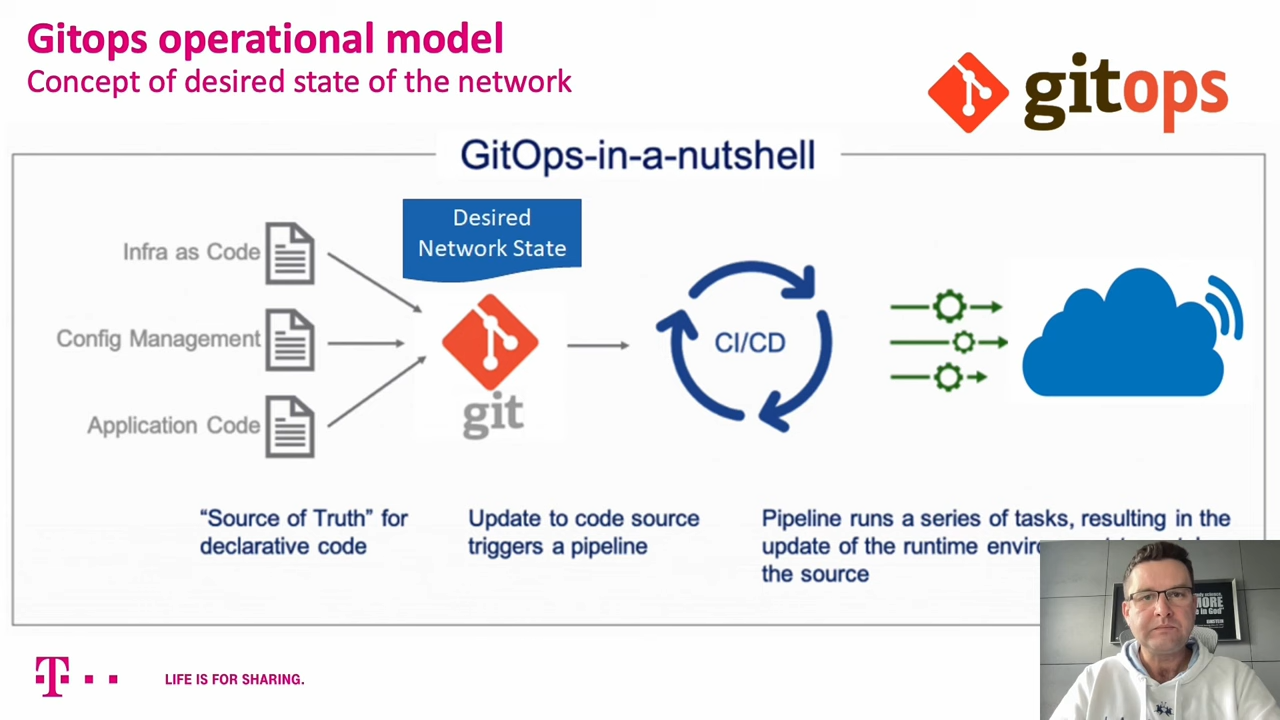 Gitops operational model
Concept of desired state of the network
gitops
GitOps-in-a-nutshell
Desired
Network State
Infra as Code
Config Management
Application Code
git
CI/CD
“Source of Truth” for
declarative code
Update to code source
triggers a pipeline
Pipeline runs a series of tasks, resulting in the
update of the runtime
the source
MORE
in God"
T
LIFE IS FOR SHARING.